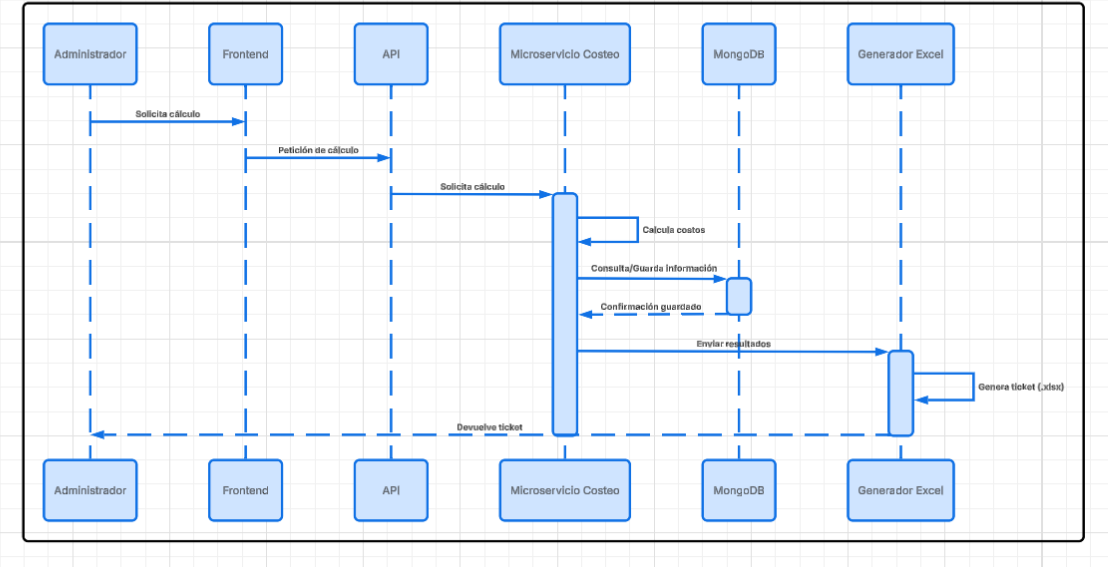 Administrador
Frontend
API
Microservicio Costeo
MongoDB
Generador Excel
Solicita cálculo
Petición de cálculo
Solicita cálculo
Calcula costos
Consulta/Guarda información
Confirmación guardado
Enviar resultados
Genera ticket (.xlsx)
Devuelve ticket
Administrador
Frontend
API
Microservicio Costeo
MongoDB
Generador Excel